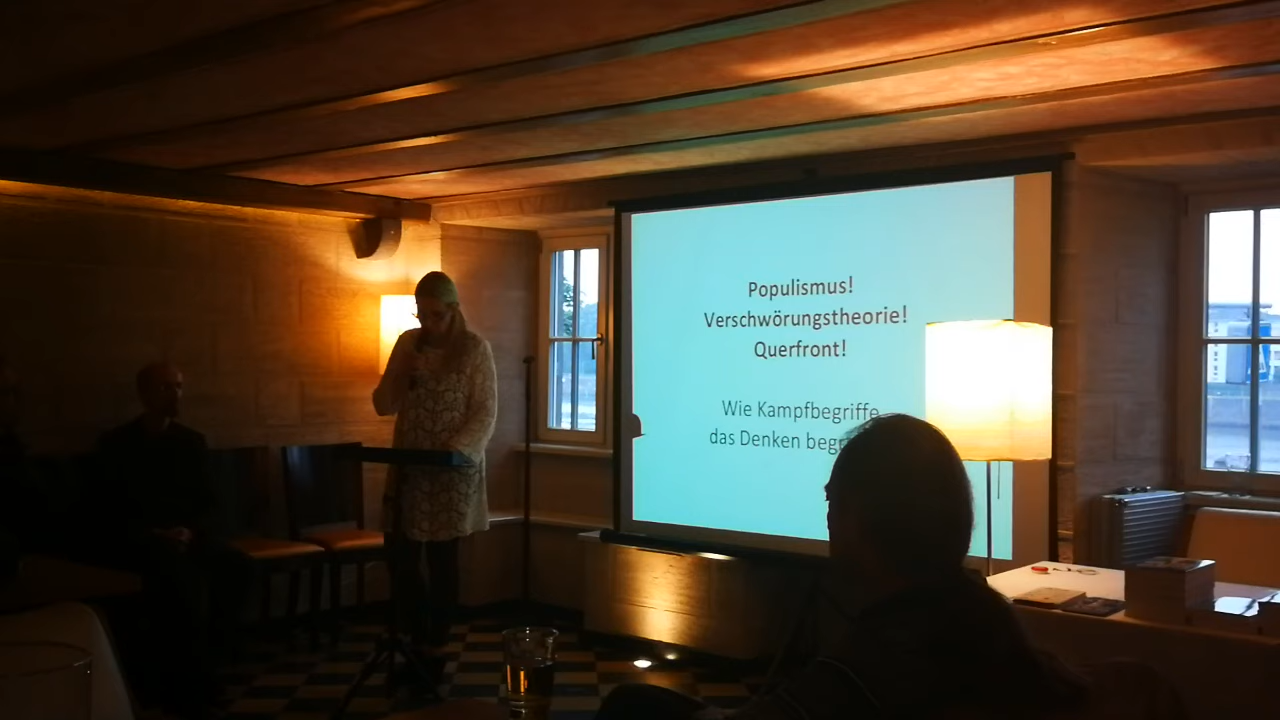 Populismus!
Verschwörungstheorie!
Querfront!
Wie Kampfbegriffe
das Denken